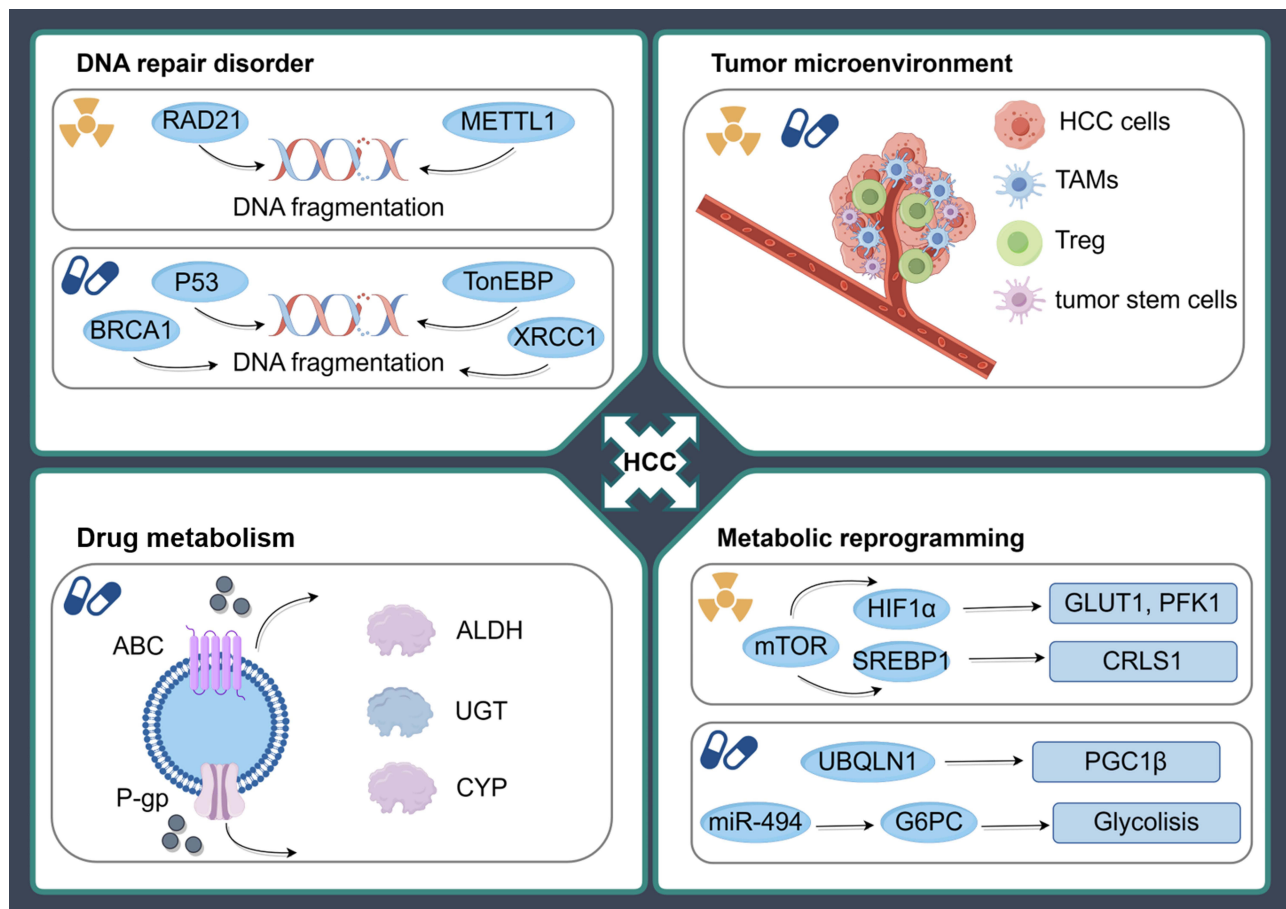 DNA repair disorder
RAD21
METTL1
DNA fragmentation
P53
TonEBP
BRCA1
XRCC1
DNA fragmentation
Tumor microenvironment
HCC cells
TAMs
Treg
tumor stem cells
HCC
Drug metabolism
ABC
P-gp
ALDH
UGT
CYP
Metabolic reprogramming
mTOR
HIF1α
GLUT1, PFK1
SREBP1
CRLS1
UBQLN1
PGC1β
miR-494
G6PC
Glycolisis